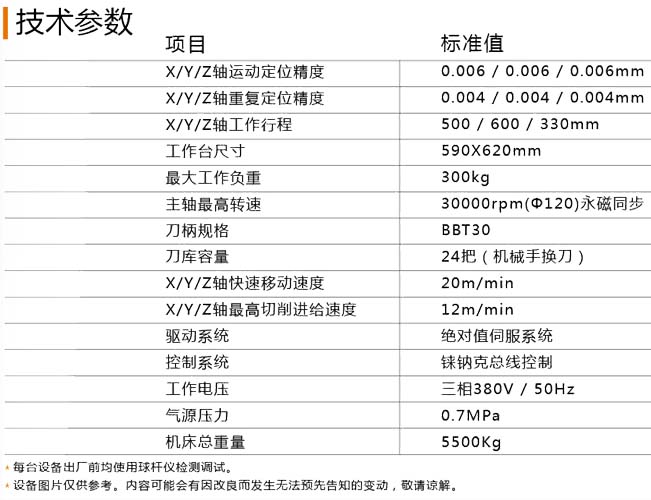 技术参数
项目 标准值
X/Y/Z轴运动定位精度 0.006 / 0.006 / 0.006mm
X/Y/Z轴重复定位精度 0.004 / 0.004 / 0.004mm
X/Y/Z轴工作行程 500 / 600 / 330mm
工作台尺寸 590X620mm
最大工作负重 300kg
主轴最高转速 30000rpm(Φ120)永磁同步
刀柄规格 BBT30
刀库容量 24把（机械手换刀）
X/Y/Z轴快速移动速度 20m/min
X/Y/Z轴最高切削进给速度 12m/min
驱动系统 绝对值伺服系统
控制系统 铼钠克总线控制
工作电压 三相380V / 50Hz
气源压力 0.7MPa
机床总重量 5500Kg
★每台设备出厂前均使用球杆仪检测调试。
★设备图片仅供参考。内容可能会有因改良而发生无法预先告知的变动，敬请谅解。